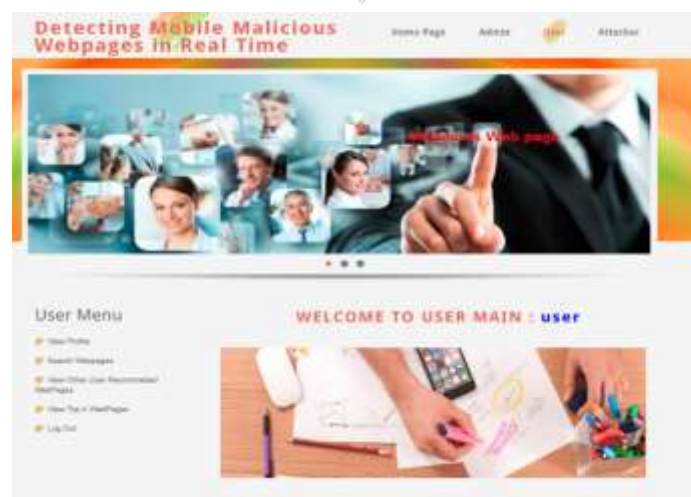 Detecting Mobile Malicious
Webpages in Real Time
Home Page Admin User Attacker
Malicious Web page
User Menu
WELCOME TO USER MAIN : user
View Profile
Search Webpages
View Other User Recommended
WebPages
View Top K WebPages
Log Out